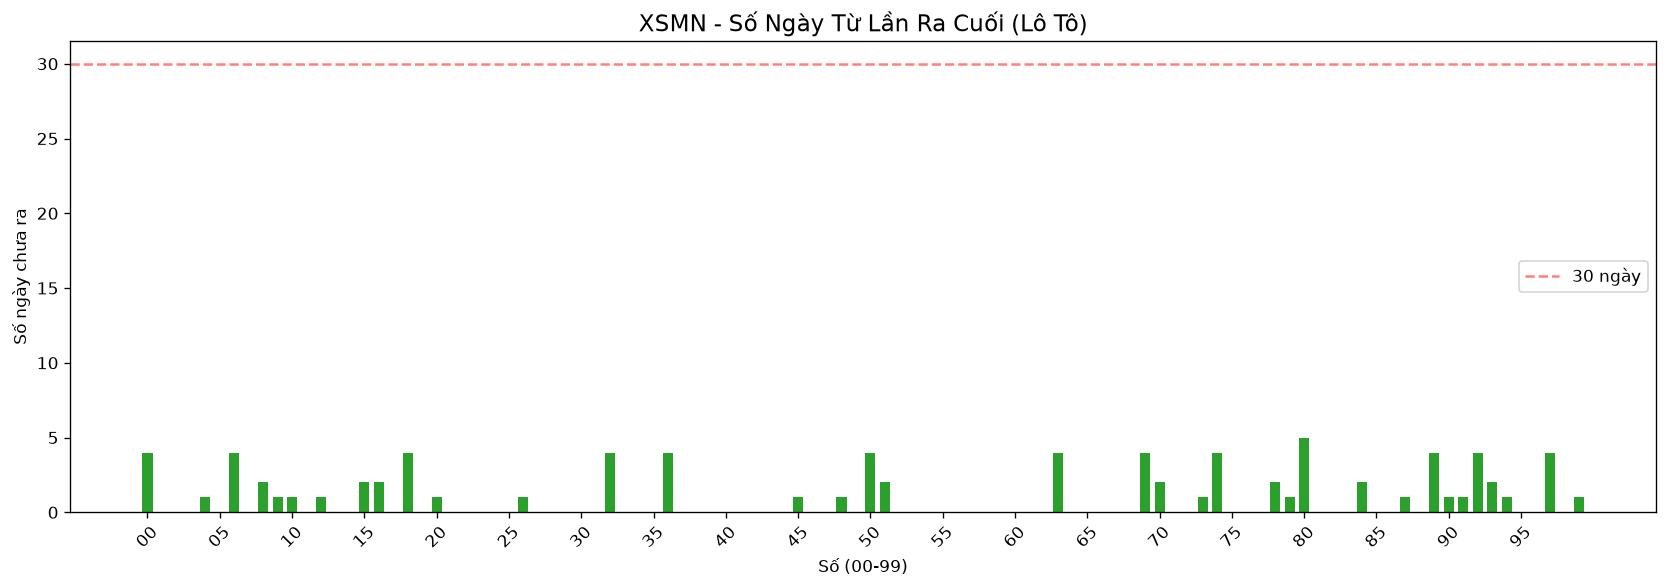 XSMN - Số Ngày Từ Lần Ra Cuối (Lô Tô)
Số ngày chưa ra
30
25
20
15
10
5
0
30 ngày
00 05 10 15 20 25 30 35 40 45 50 55 60 65 70 75 80 85 90 95
Số (00-99)